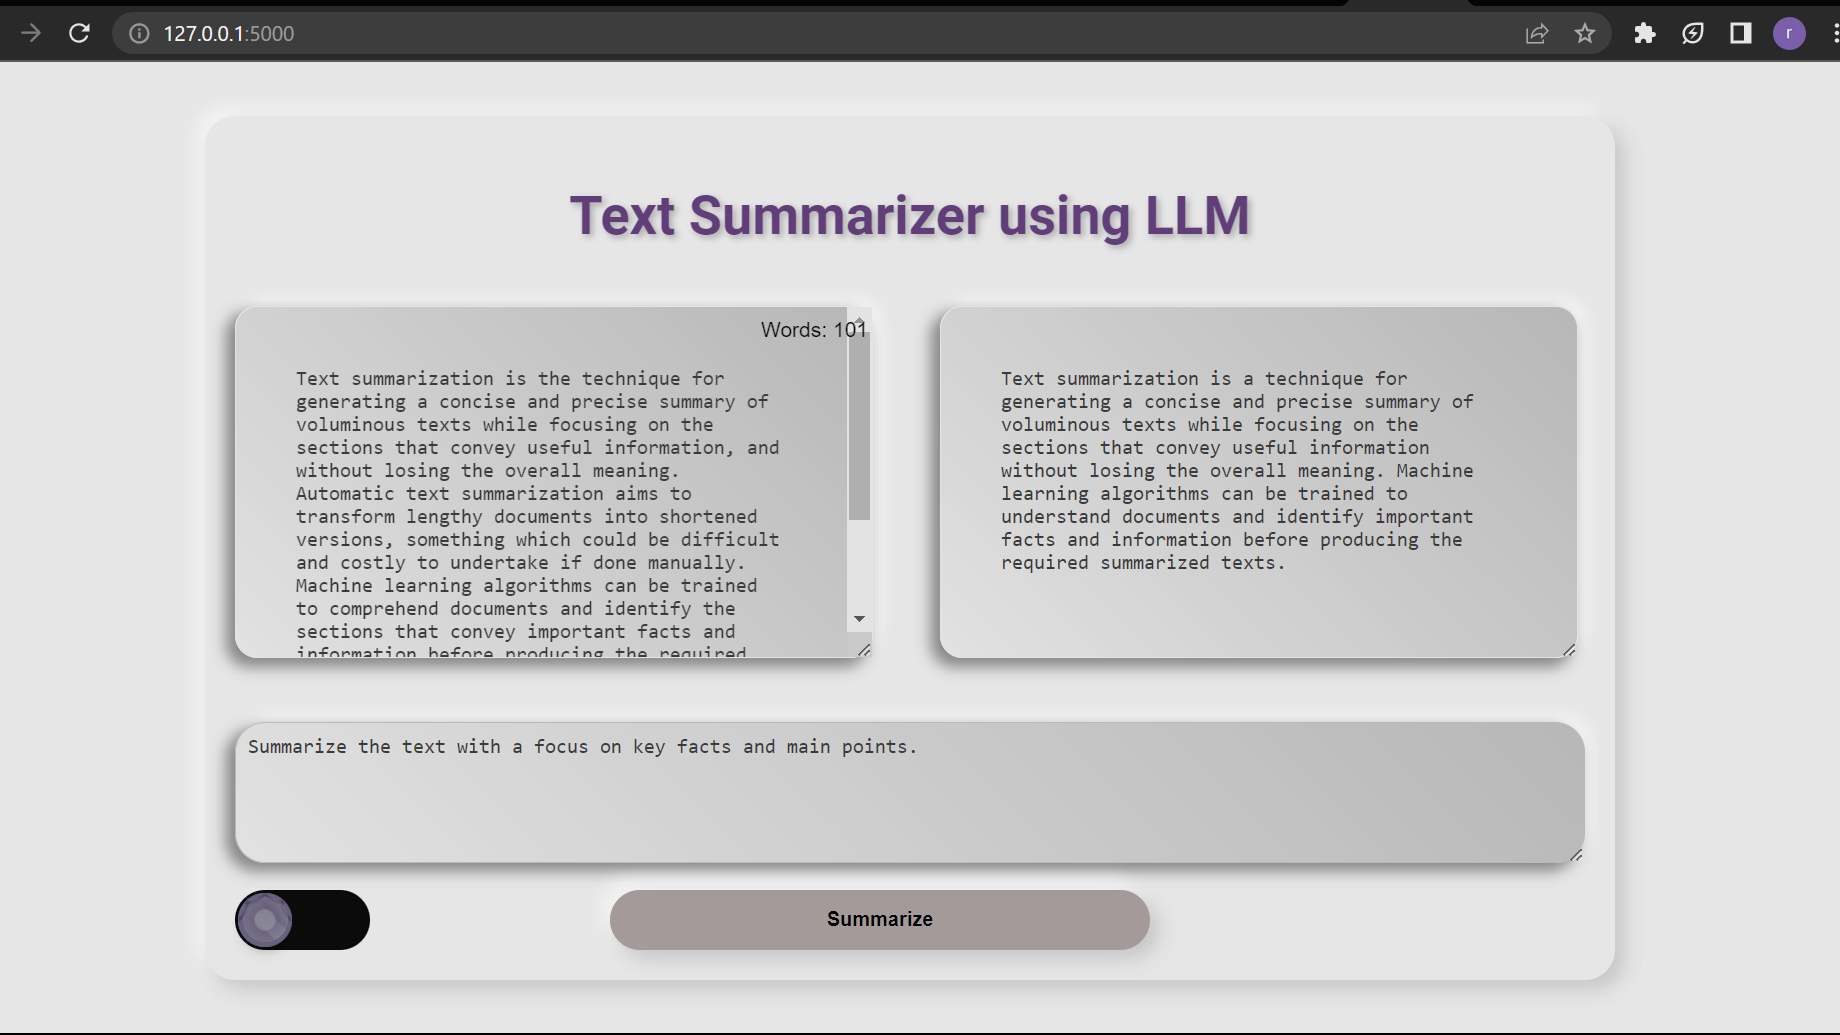 127.0.0.1:5000
r
Text Summarizer using LLM
Words: 101
Text summarization is the technique for
generating a concise and precise summary of
voluminous texts while focusing on the
sections that convey useful information, and
without losing the overall meaning.
Automatic text summarization aims to
transform lengthy documents into shortened
versions, something which could be difficult
and costly to undertake if done manually.
Machine learning algorithms can be trained
to comprehend documents and identify the
sections that convey important facts and
information before producing the required
Text summarization is a technique for
generating a concise and precise summary of
voluminous texts while focusing on the
sections that convey useful information
without losing the overall meaning. Machine
learning algorithms can be trained to
understand documents and identify important
facts and information before producing the
required summarized texts.
Summarize the text with a focus on key facts and main points.
Summarize